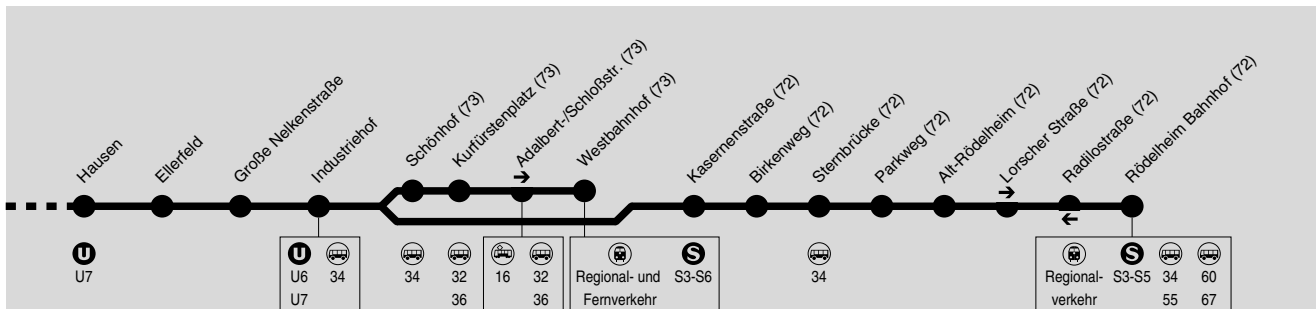 Hausen
Ellerfeld
Große Nelkenstraße
Industriehof
Schönhof (73)
Kurfürstenplatz (73)
Adalbert-/Schloßstr. (73)
Westbahnhof (73)
Kasernenstraße (72)
Birkenweg (72)
Sternbrücke (72)
Parkweg (72)
Alt-Rödelheim (72)
Lorscher Straße (72)
Radilostraße (72)
Rödelheim Bahnhof (72)
U
U7
U
U6 34
U7
34
32
36
16 32
36
S
Regional- und S3-S6
Fernverkehr
34
S
Regional- S3-S5 34 60
verkehr 55 67